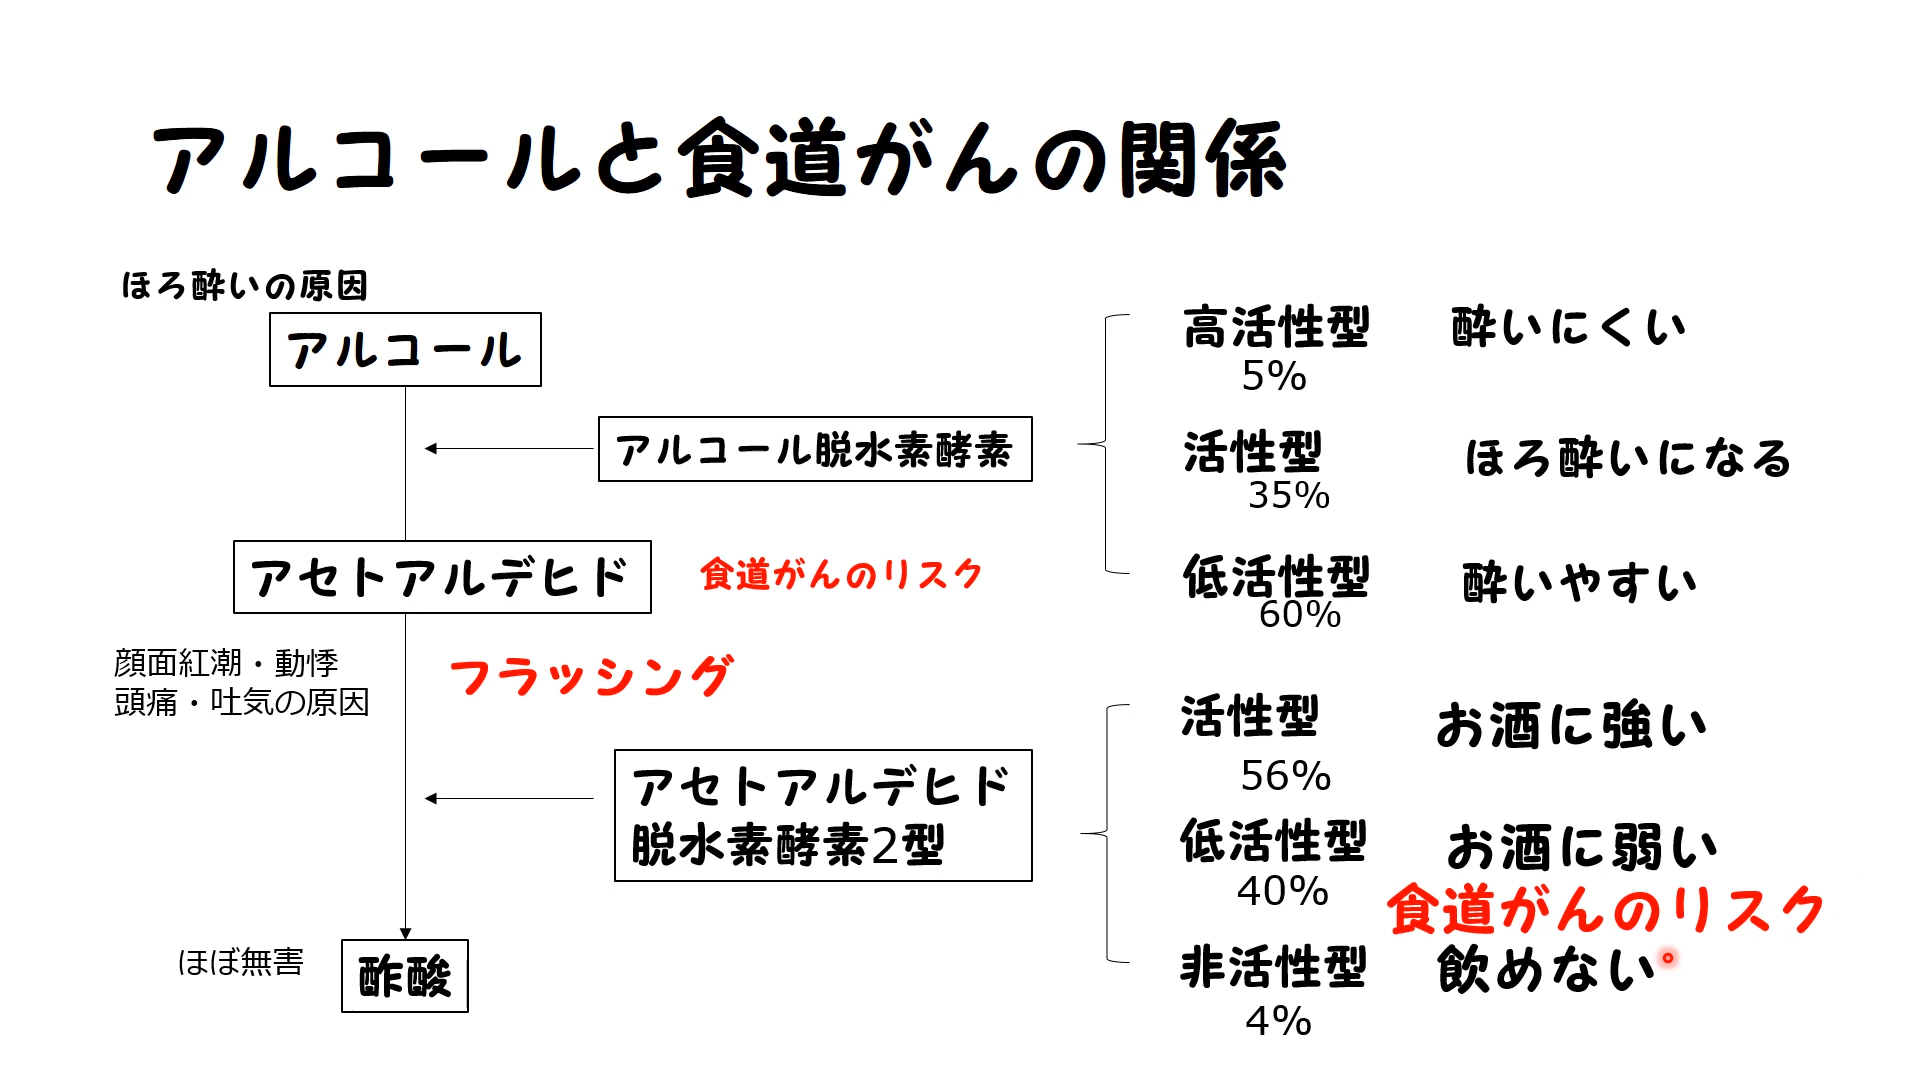 アルコールと食道がんの関係
ほろ酔いの原因
アルコール
アルコール脱水素酵素
高活性型 酔いにくい
5%
活性型 ほろ酔いになる
35%
低活性型 酔いやすい
60%
アセトアルデヒド
食道がんのリスク
顔面紅潮・動悸
頭痛・吐気の原因
フラッシング
アセトアルデヒド
脱水素酵素2型
活性型 お酒に強い
56%
低活性型 お酒に弱い
40%
食道がんのリスク
非活性型 飲めない
4%
ほぼ無害
酢酸